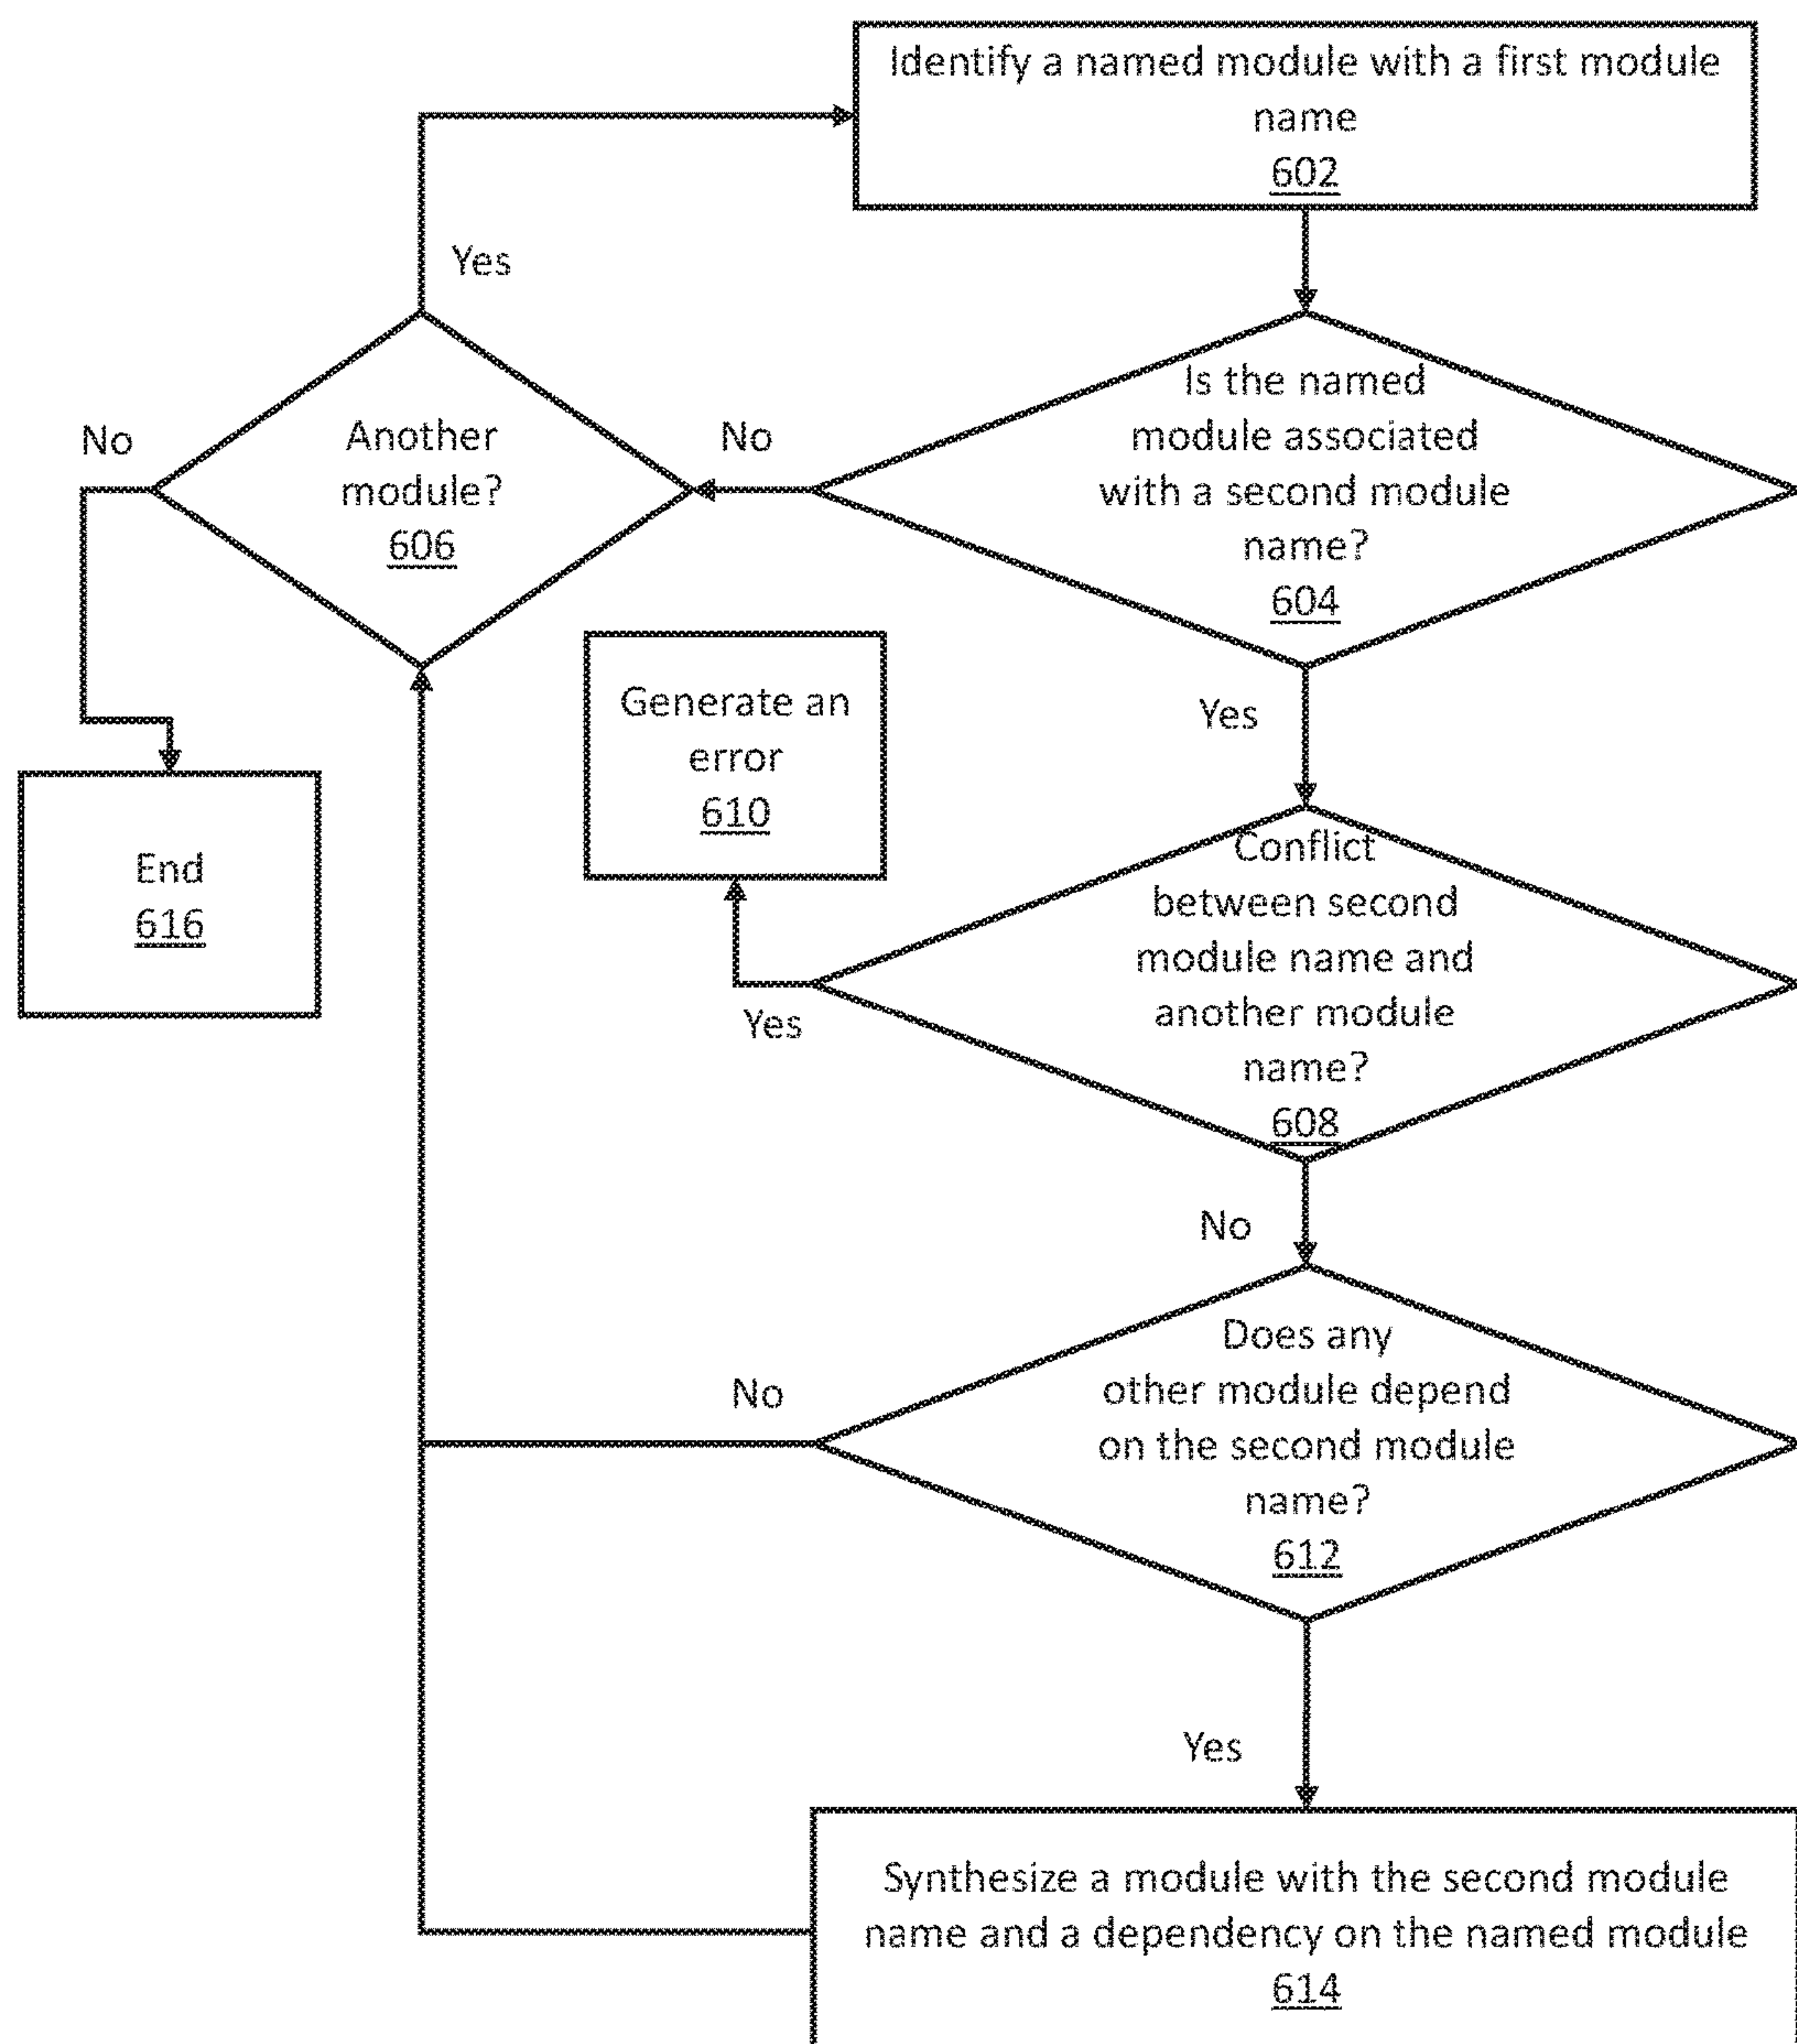 Identify a named module with a first module
name
602
Yes
Is the named
module associated
with a second module
name?
604
No
Another
module?
606
No
Generate an
error
610
Yes
End
616
Conflict
between second
module name and
another module
name?
608
Yes
No
Does any
other module depend
on the second module
name?
612
No
Yes
Synthesize a module with the second module
name and a dependency on the named module
614